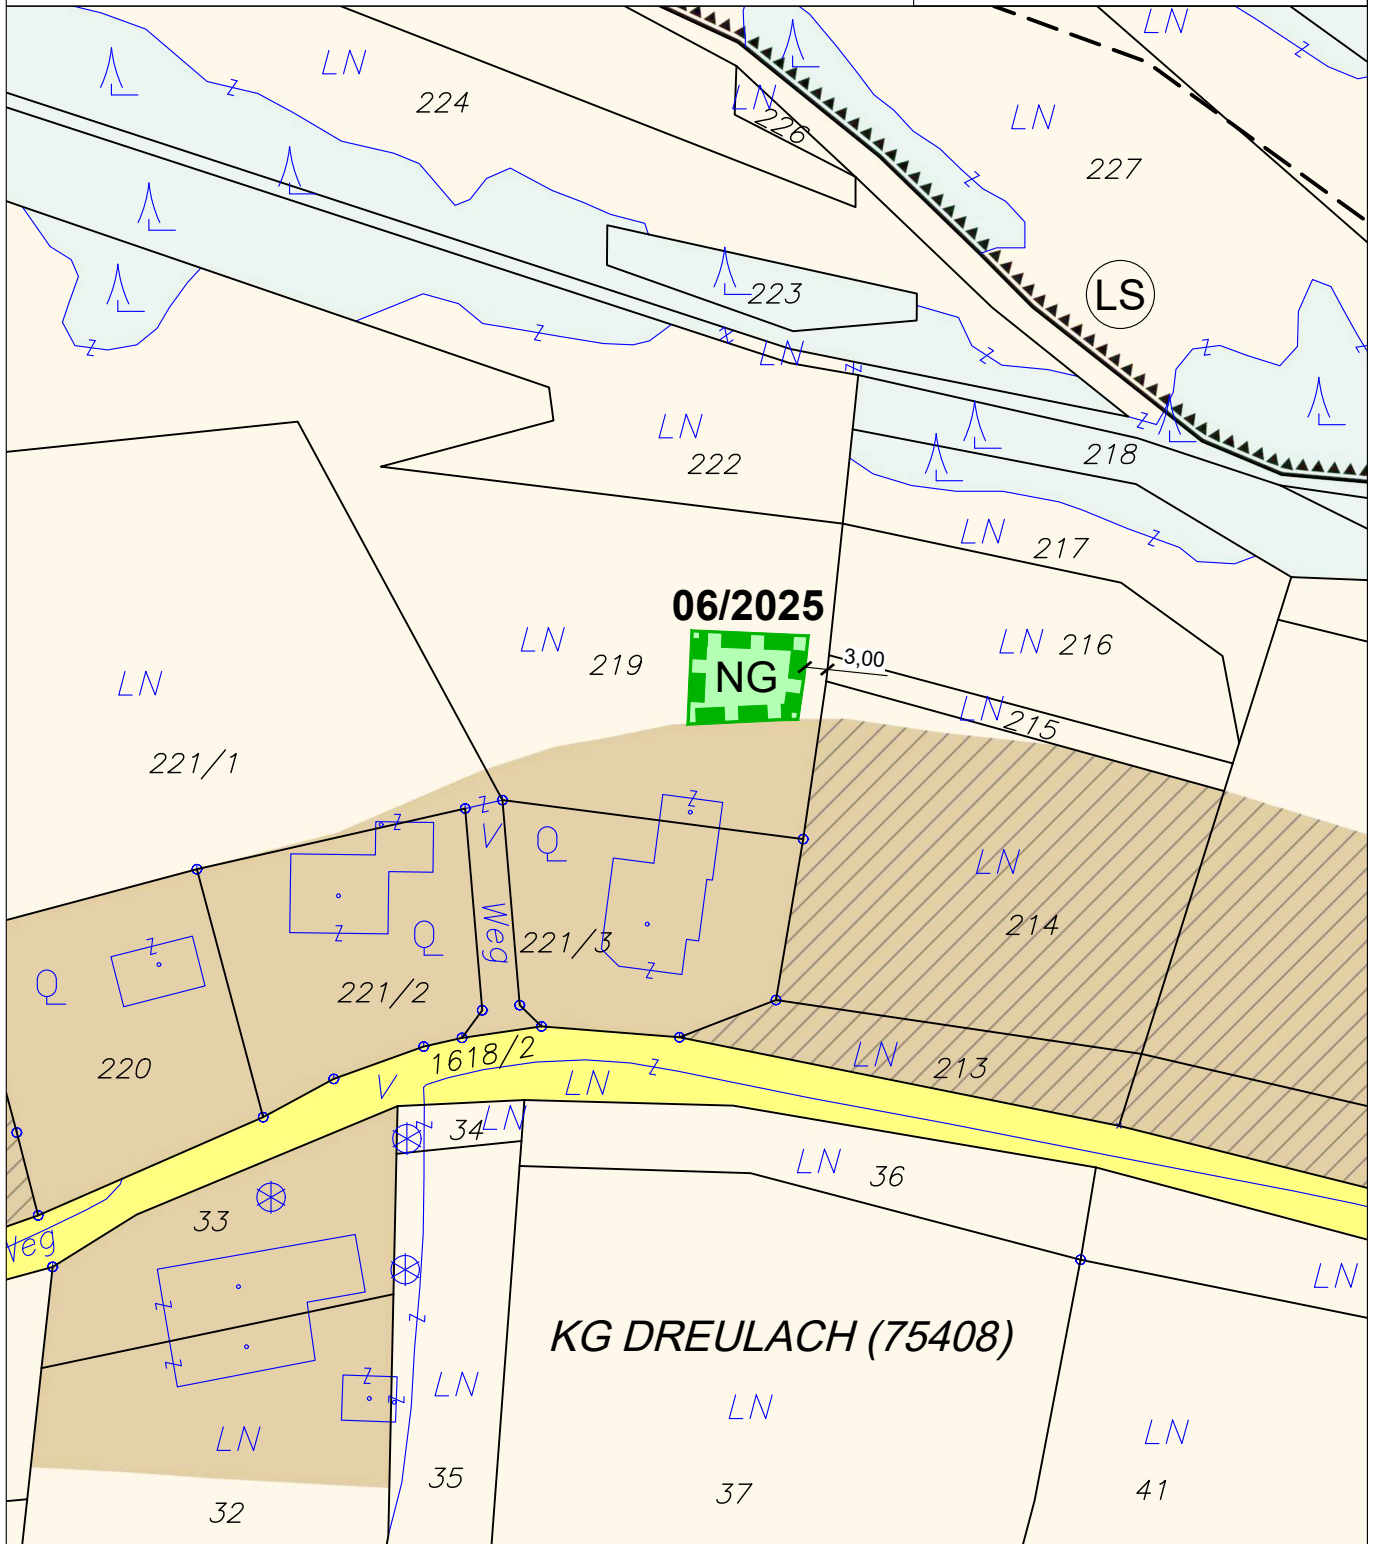 LN
LN
224
LN
226
LN
227
LS
223
LN
LN
222
218
LN
217
06/2025
LN
219
NG
3,00
LN
216
LN
215
LN
221/1
V
Weg
221/3
LN
214
221/2
220
1618/2
V
LN
LN
213
34
LN
LN
36
33
Weg
LN
KG DREULACH (75408)
LN
LN
LN
LN
35
37
41
32